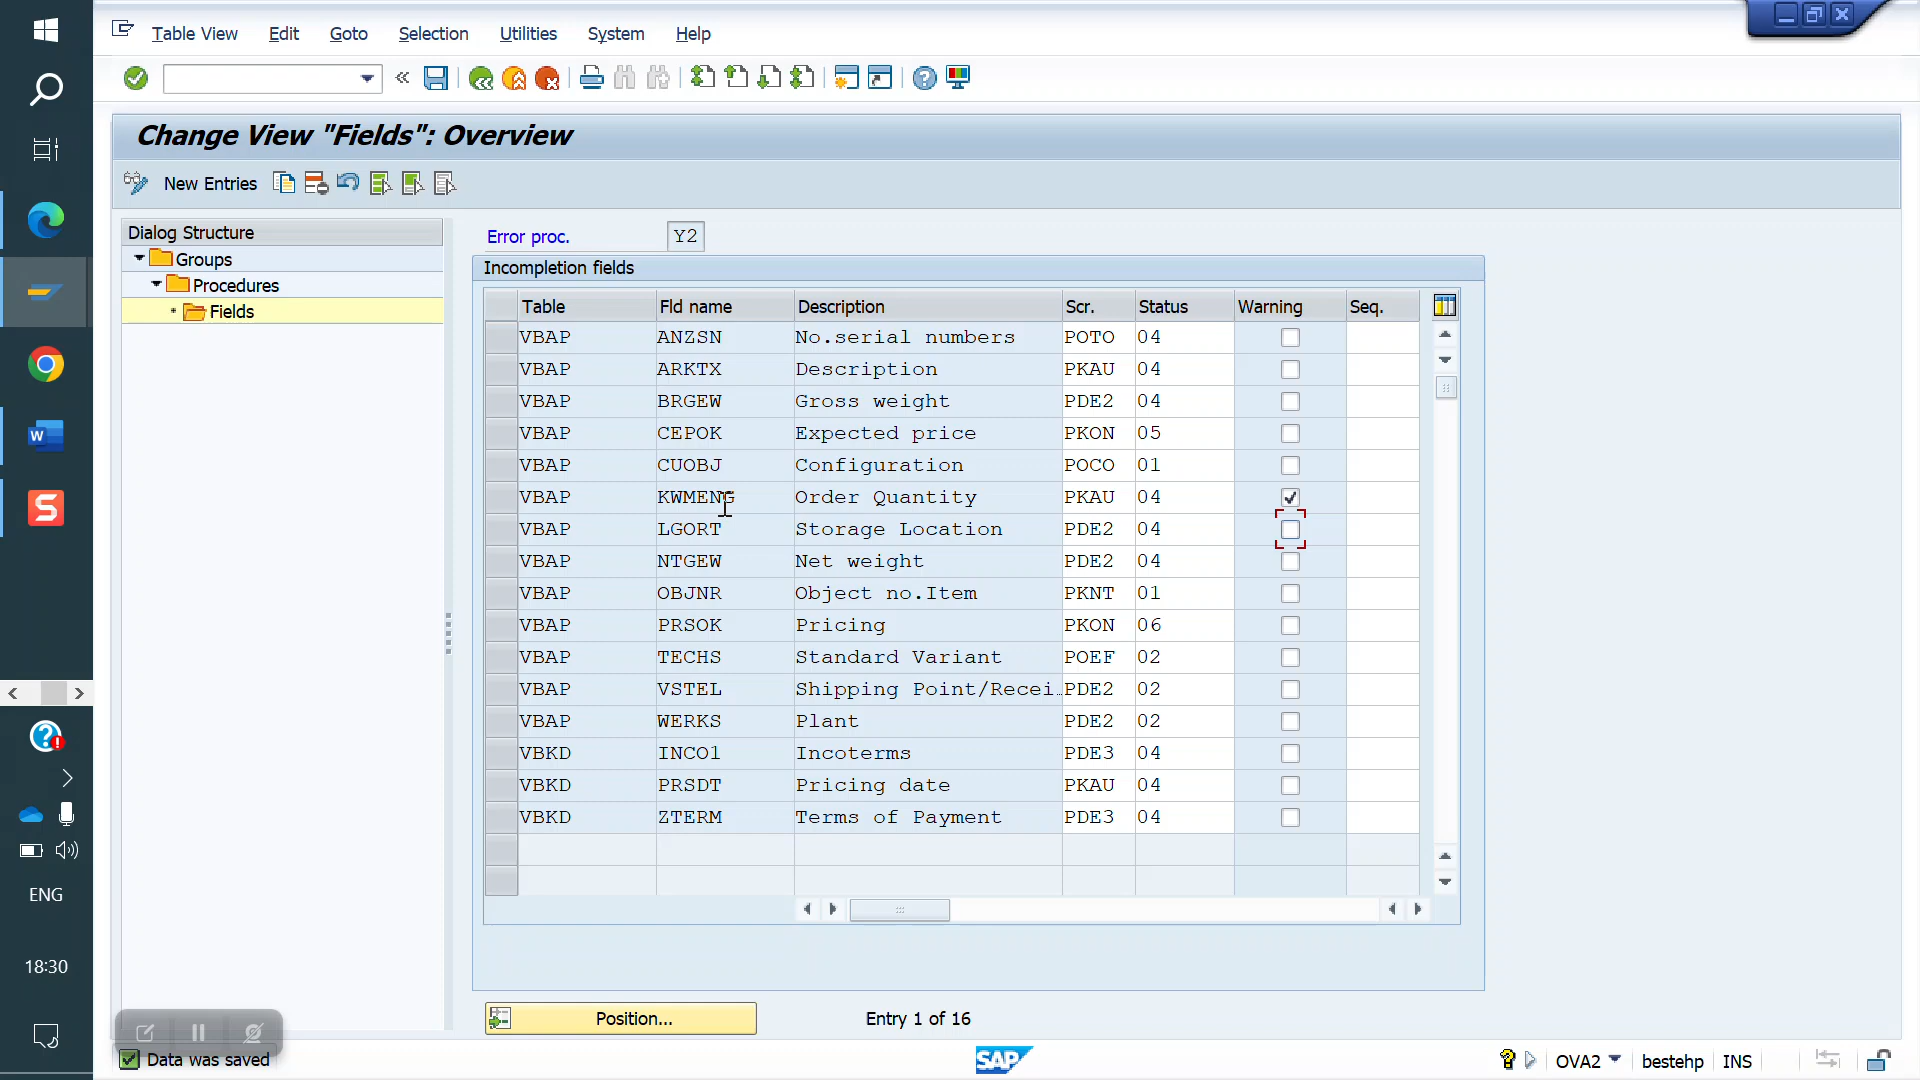 Table View Edit Goto Selection Utilities System Help
Change View "Fields": Overview
New Entries
Dialog Structure
Groups
Procedures
Fields
Error proc. Y2
Incompletion fields
Table Fld name Description Scr. Status Warning Seq.
VBAP ANZSN No.serial numbers POTO 04
VBAP ARKTX Description PKAU 04
VBAP BRGEW Gross weight PDE2 04
VBAP CEPOK Expected price PKON 05
VBAP CUOBJ Configuration POCO 01
VBAP KWMENG Order Quantity PKAU 04
VBAP LGORT Storage Location PDE2 04
VBAP NTGEW Net weight PDE2 04
VBAP OBJNR Object no.Item PKNT 01
VBAP PRSOK Pricing PKON 06
VBAP TECHS Standard Variant POEF 02
VBAP VSTEL Shipping Point/Recei… PDE2 02
VBAP WERKS Plant PDE2 02
VBKD INCO1 Incoterms PDE3 04
VBKD PRSDT Pricing date PKAU 04
VBKD ZTERM Terms of Payment PDE3 04
Position... Entry 1 of 16
Data was saved
SAP
OVA2 bestehp INS
W
S
ENG
18:30